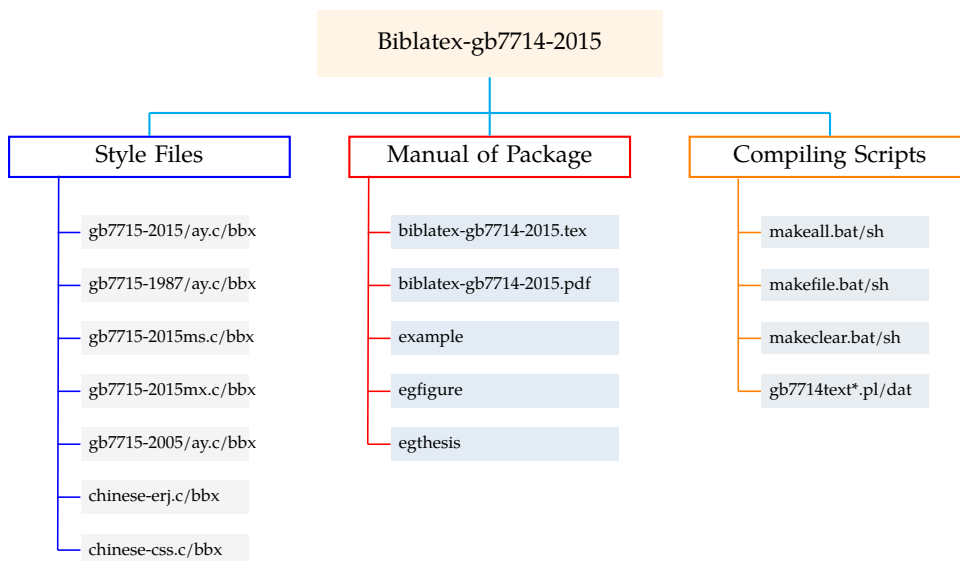 Biblatex-gb7714-2015
Style Files
gb7715-2015/ay.c/bbx
gb7715-1987/ay.c/bbx
gb7715-2015ms.c/bbx
gb7715-2015mx.c/bbx
gb7715-2005/ay.c/bbx
chinese-erj.c/bbx
chinese-css.c/bbx
Manual of Package
biblatex-gb7714-2015.tex
biblatex-gb7714-2015.pdf
example
egfigure
egthesis
Compiling Scripts
makeall.bat/sh
makefile.bat/sh
makeclear.bat/sh
gb7714text*.pl/dat